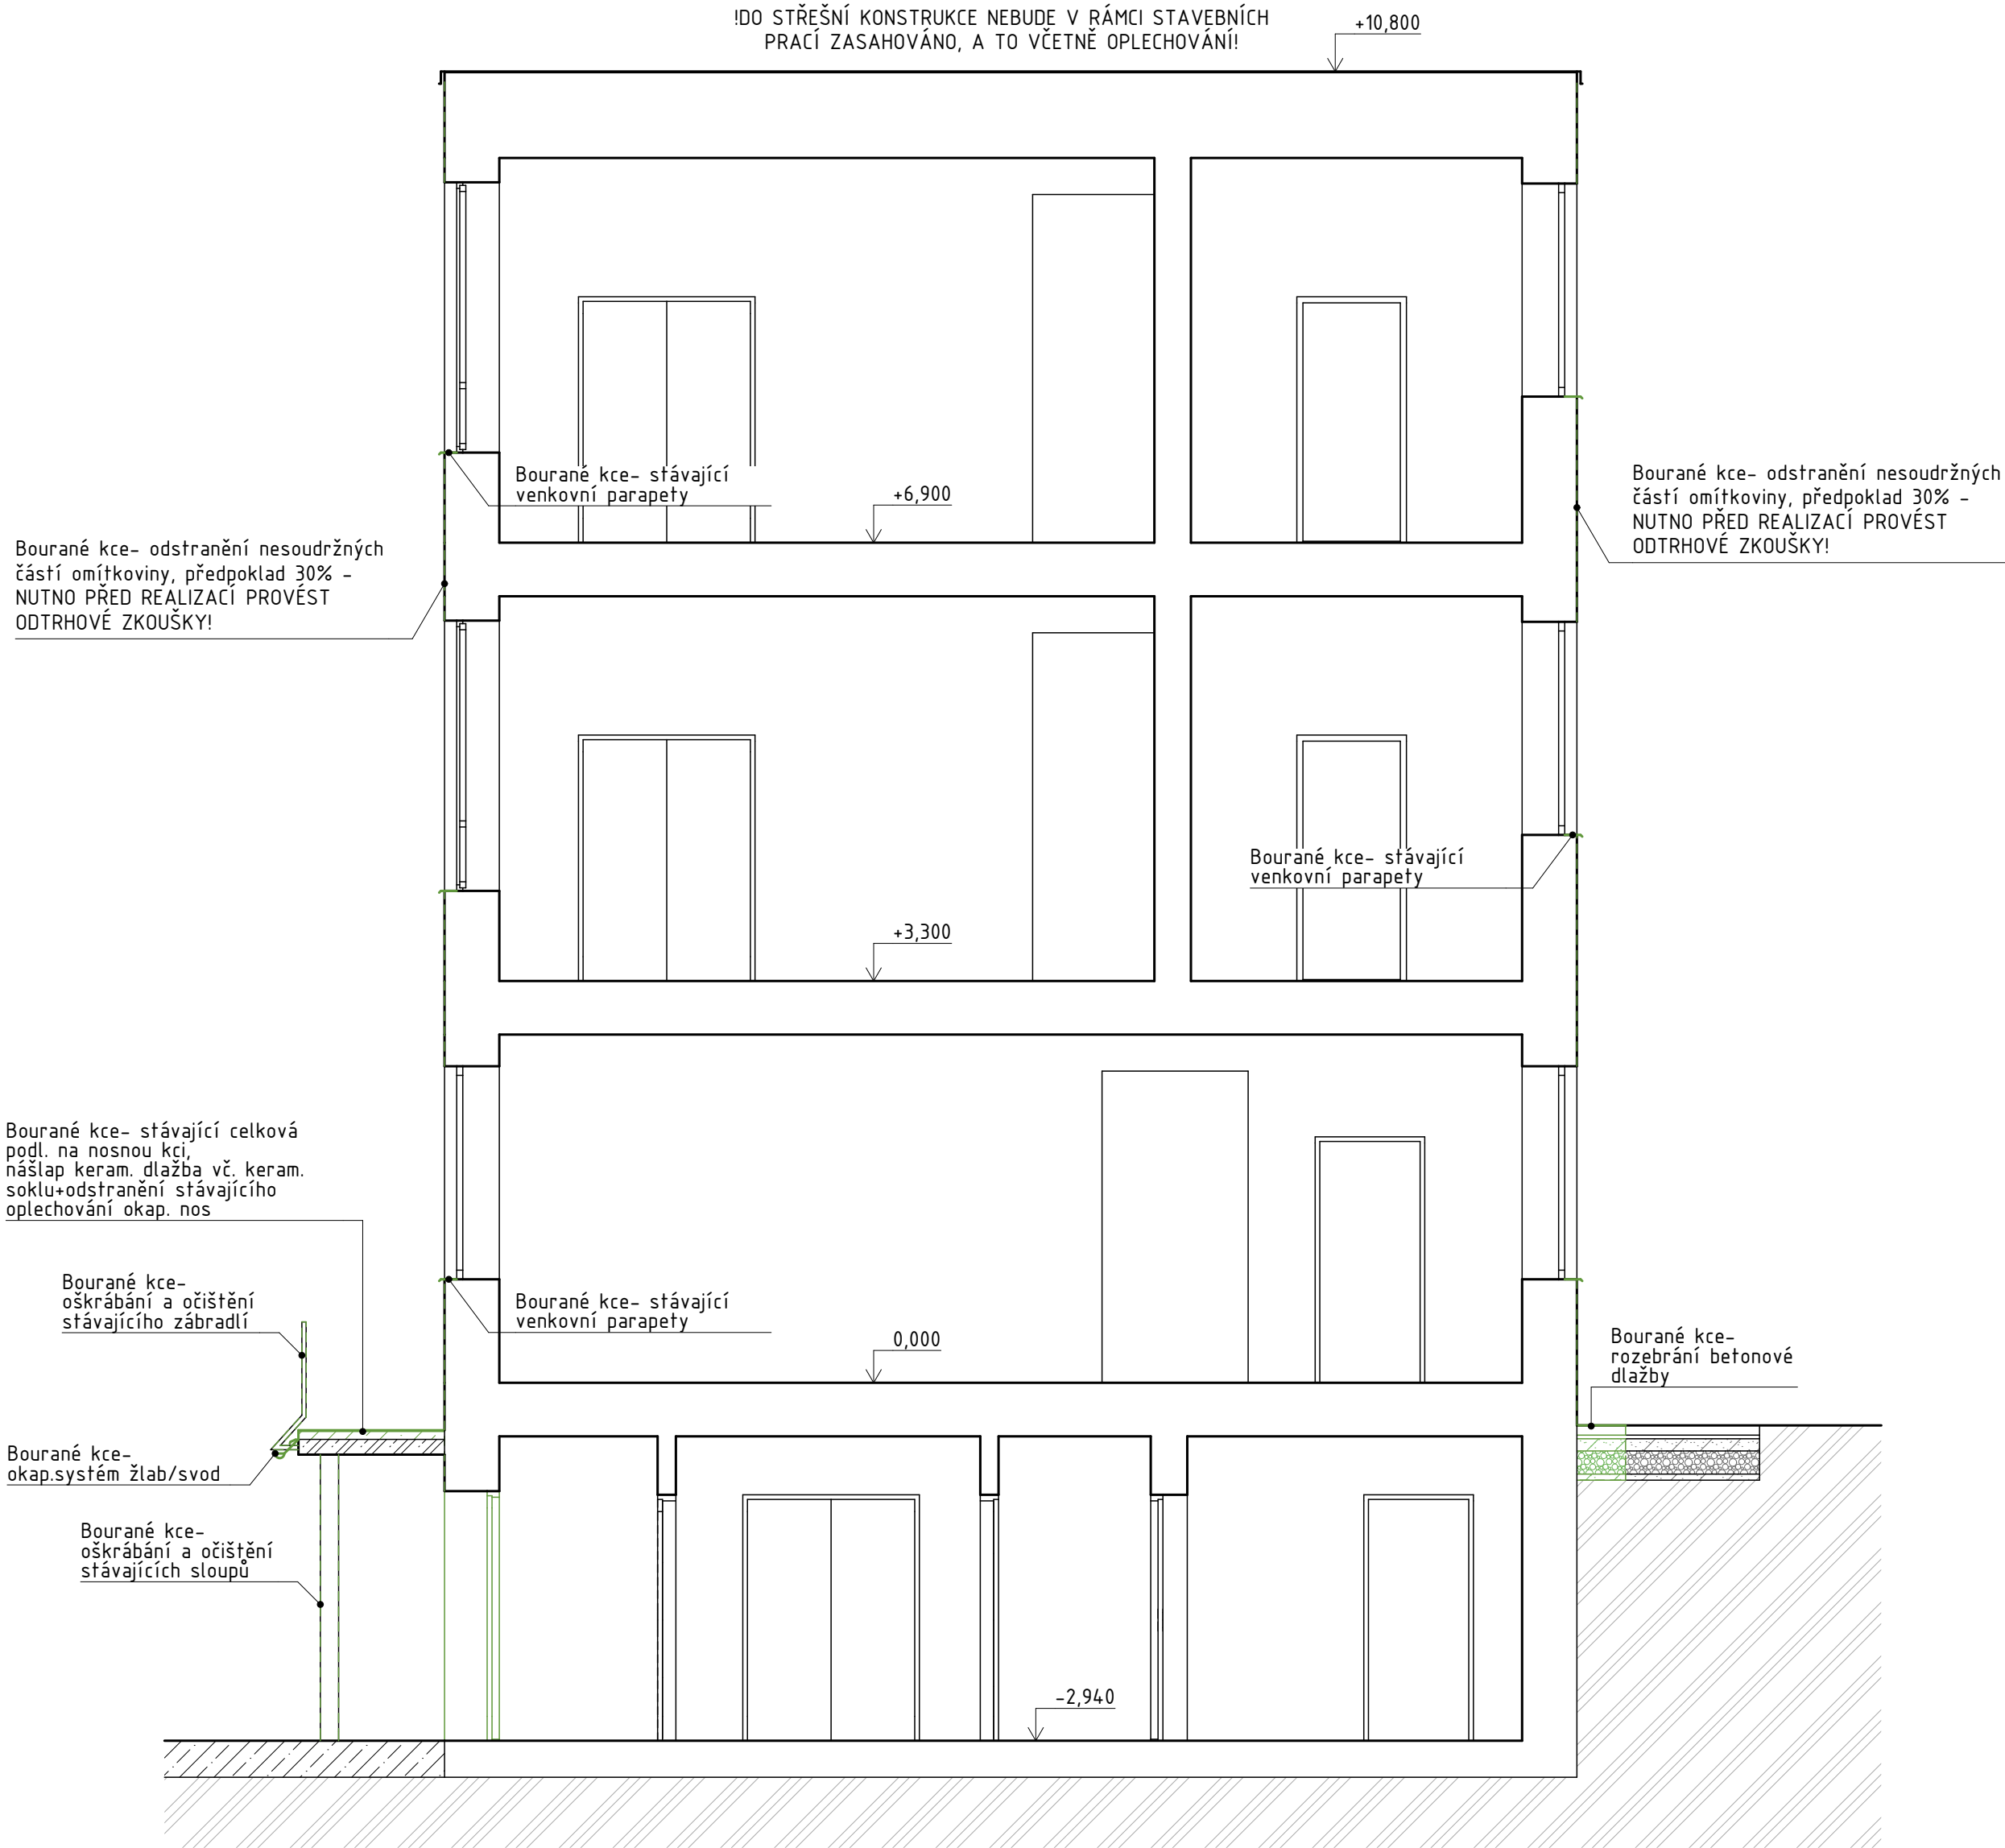 !DO STŘEŠNÍ KONSTRUKCE NEBUDE V RÁMCI STAVEBNÍCH
PRACÍ ZASAHOVÁNO, A TO VČETNĚ OPLECHOVÁNÍ!
+10,800
Bourané kce- stávající
venkovní parapety
+6,900
Bourané kce- odstranění nesoudržných
částí omítkoviny, předpoklad 30% -
NUTNO PŘED REALIZACÍ PROVÉST
ODTRHOVÉ ZKOUŠKY!
Bourané kce- odstranění nesoudržných
částí omítkoviny, předpoklad 30% -
NUTNO PŘED REALIZACÍ PROVÉST
ODTRHOVÉ ZKOUŠKY!
Bourané kce- stávající
venkovní parapety
+3,300
Bourané kce- stávající celková
podl. na nosnou kci,
nášlap keram. dlažba vč. keram.
soklu+odstranění stávajícího
oplechování okap. nos
Bourané kce-
oškrábání a očištění
stávajícího zábradlí
Bourané kce- stávající
venkovní parapety
0,000
Bourané kce-
rozebrání betonové
dlažby
Bourané kce-
okap.systém žlab/svod
Bourané kce-
oškrábání a očištění
stávajících sloupů
-2,940